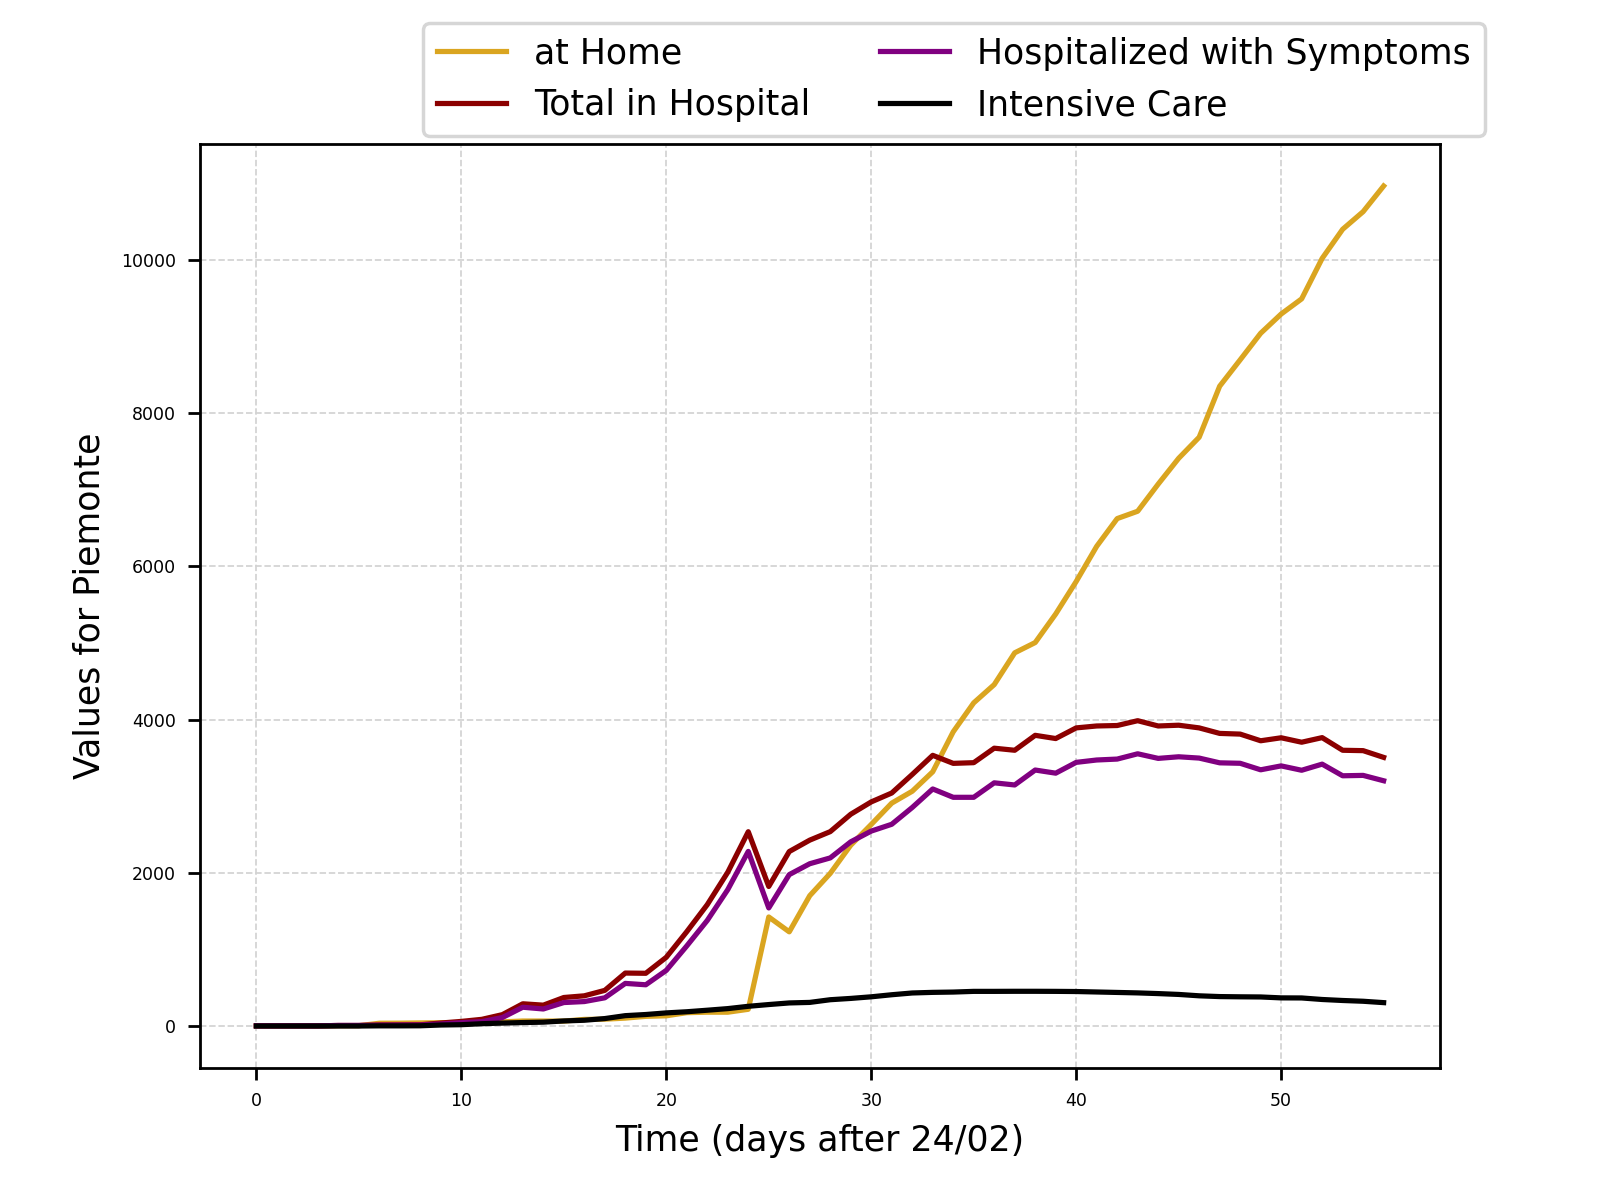 at Home
Total in Hospital
Hospitalized with Symptoms
Intensive Care
Values for Piemonte
10000
8000
6000
4000
2000
0
0 10 20 30 40 50
Time (days after 24/02)